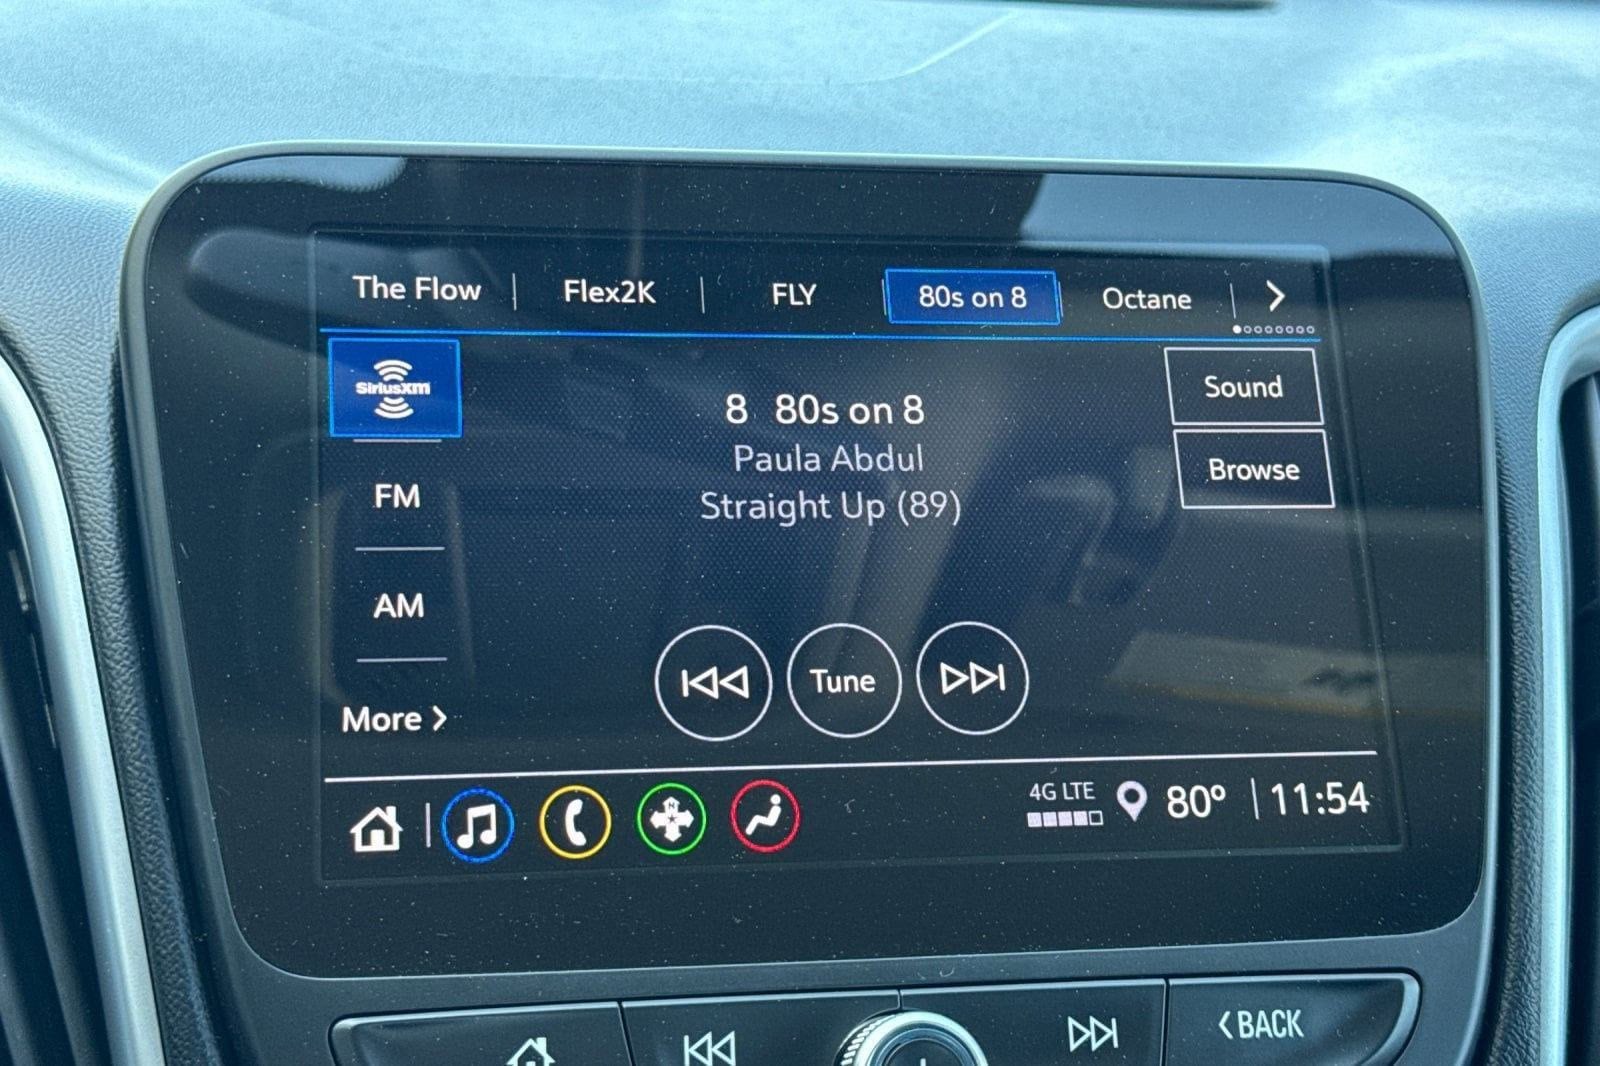 The Flow | Flex2K | FLY 80s on 8 Octane |
SiriusXM
FM
AM
More
8 80s on 8
Paula Abdul
Straight Up (89)
Sound
Browse
Tune
N
4G LTE
80° | 11:54
BACK